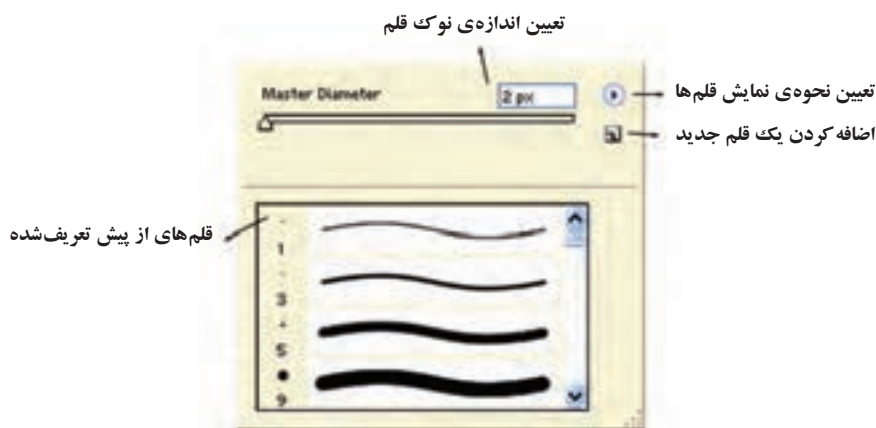 تعیین اندازه‌ی نوک قلم
Master Diameter
2 px
تعیین نحوه‌ی نمایش قلم‌ها
اضافه کردن یک قلم جدید
قلم‌های از پیش تعریف‌شده
1
3
5
9